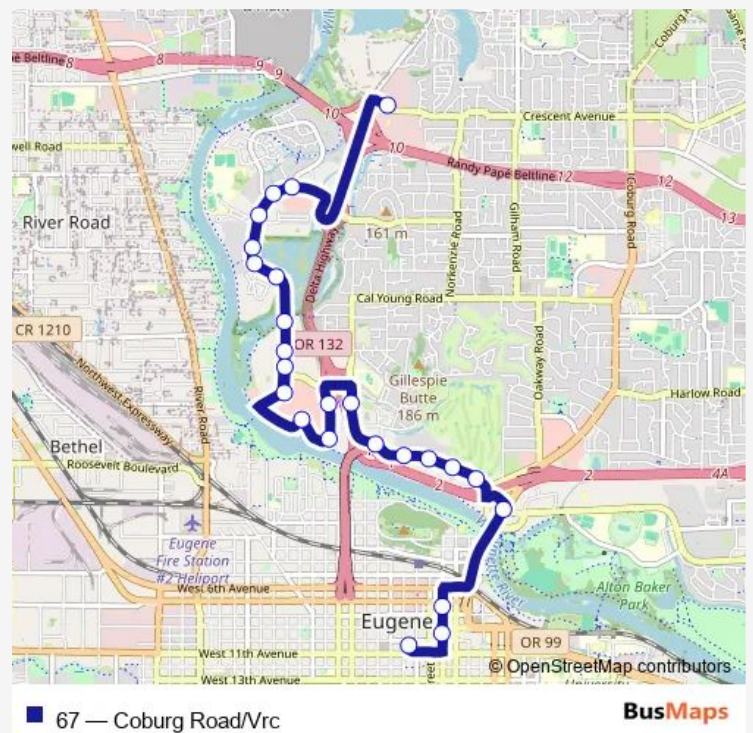 Coburg R
pé Beltline 8
8
9
9
10
10
Crescent Avenue
well Road
Randy Papé Beltline 12
12
13
River Road
161 m
Delta Highway
Norkenzie Road
Gilham Road
Coburg Road
Cal Young Road
CR 1210
OR 132
Northwest Expressway
River Road
Gillespie
Butte
186 m
Oakway Road
Harlow Road
Bethel
Roosevelt Boulevard
2
2
4A
Eugene
Fire Station
#2 Heliport
West 6th Avenue
Alton Baker
Park
Eugene
OR 99
West 11th Avenue
reet
© OpenStreetMap contributors
West 13th Avenue
University
67 — Coburg Road/Vrc
BusMaps